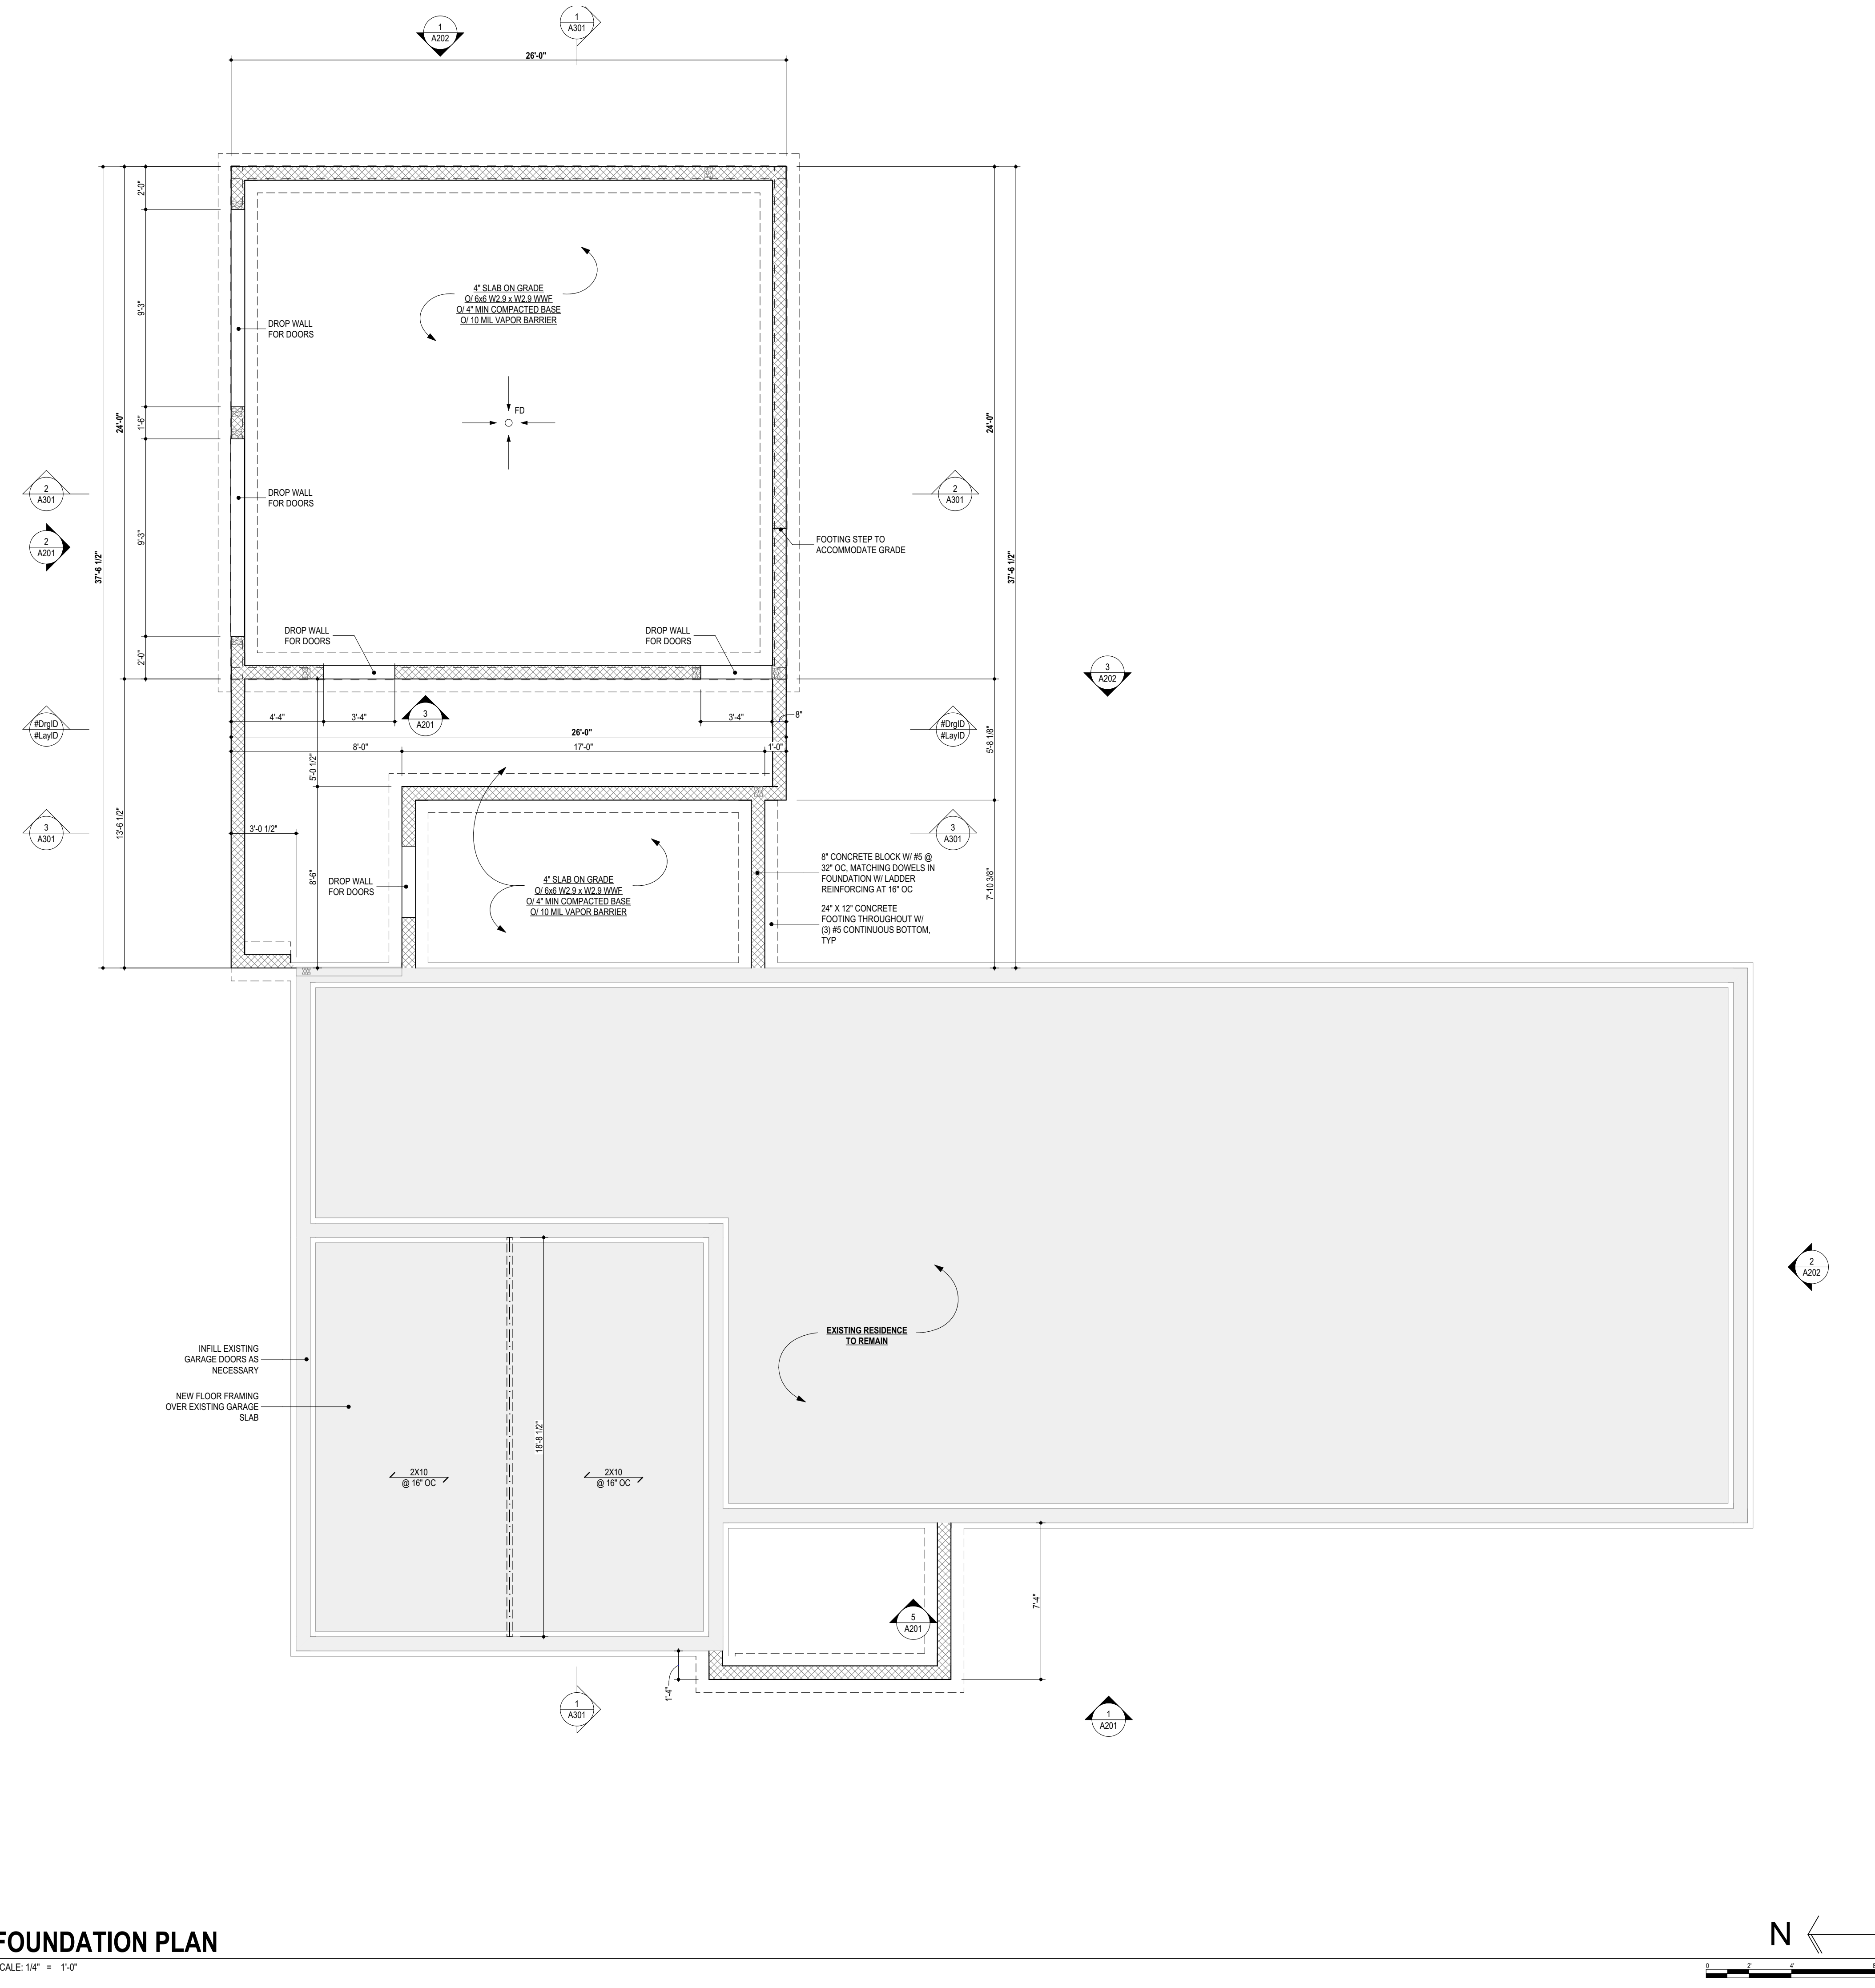 1
A202
1
A301
26'-0"
2'-0"
9'-3"
1'-6"
9'-3"
2'-0"
24'-0"
37'-6 1/2"
13'-6 1/2"
24'-0"
37'-6 1/2"
5'-8 1/8"
7'-10 3/8"
4" SLAB ON GRADE
O/ 6x6 W2.9 x W2.9 WWF
O/ 4" MIN COMPACTED BASE
O/ 10 MIL VAPOR BARRIER
DROP WALL
FOR DOORS
FD
DROP WALL
FOR DOORS
2
A301
2
A201
2
A301
FOOTING STEP TO
ACCOMMODATE GRADE
DROP WALL
FOR DOORS
DROP WALL
FOR DOORS
3
A202
#DrgID
#LayID
4'-4"
3'-4"
3
A201
3'-4"
8"
#DrgID
#LayID
26'-0"
8'-0"
17'-0"
1'-0"
5'-0 1/2"
3
A301
3'-0 1/2"
8'-6"
3
A301
DROP WALL
FOR DOORS
4" SLAB ON GRADE
O/ 6x6 W2.9 x W2.9 WWF
O/ 4" MIN COMPACTED BASE
O/ 10 MIL VAPOR BARRIER
8" CONCRETE BLOCK W/ #5 @
32" OC, MATCHING DOWELS IN
FOUNDATION W/ LADDER
REINFORCING AT 16" OC
24" X 12" CONCRETE
FOOTING THROUGHOUT W/
(3) #5 CONTINUOUS BOTTOM,
TYP
2
A202
EXISTING RESIDENCE
TO REMAIN
INFILL EXISTING
GARAGE DOORS AS
NECESSARY
NEW FLOOR FRAMING
OVER EXISTING GARAGE
SLAB
18'-8 1/2"
2X10
@ 16" OC
2X10
@ 16" OC
5
A201
7'-4"
1'-4"
1
A301
1
A201
FOUNDATION PLAN
CALE: 1/4" = 1'-0"
N
0 2' 4'